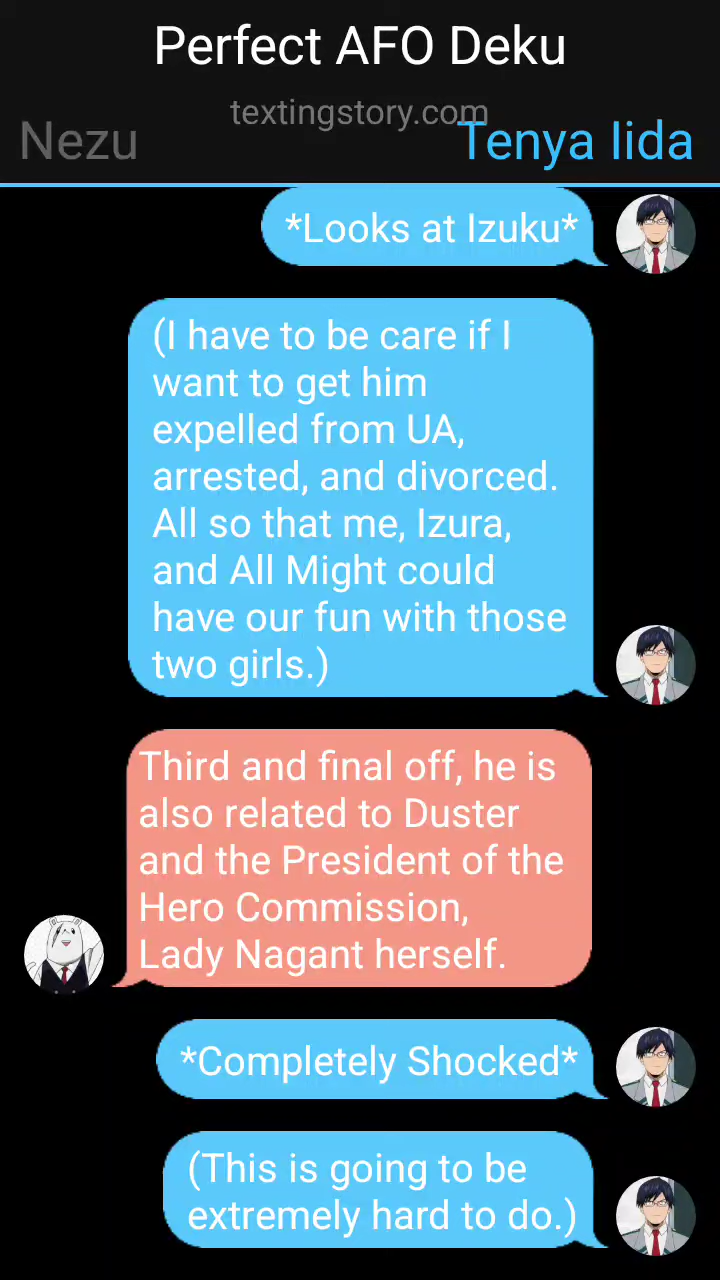 Perfect AFO Deku
textingstory.com
Nezu
Tenya Iida
*Looks at Izuku*
(I have to be care if I
want to get him
expelled from UA,
arrested, and divorced.
All so that me, Izura,
and All Might could
have our fun with those
two girls.)
Third and final off, he is
also related to Duster
and the President of the
Hero Commission,
Lady Nagant herself.
*Completely Shocked*
(This is going to be
extremely hard to do.)